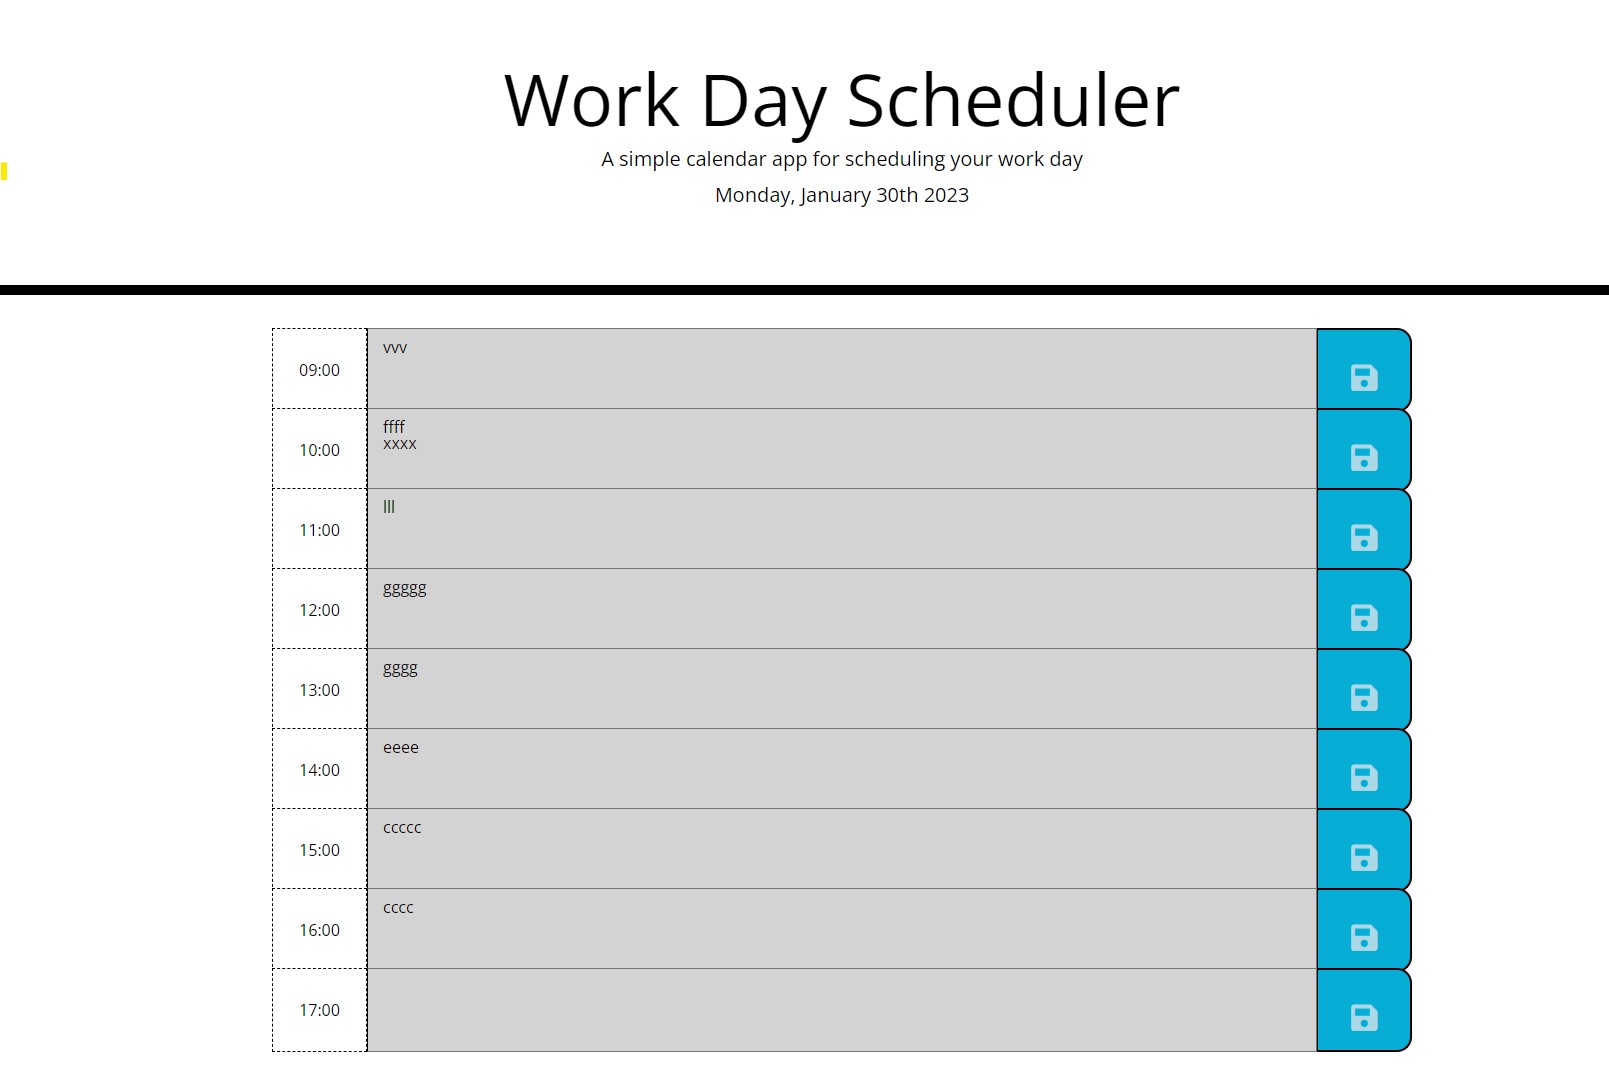 Work Day Scheduler
A simple calendar app for scheduling your work day
Monday, January 30th 2023
09:00
vvv
10:00
ffff
xxxx
11:00
lll
12:00
ggggg
13:00
gggg
14:00
eeee
15:00
ccccc
16:00
cccc
17:00